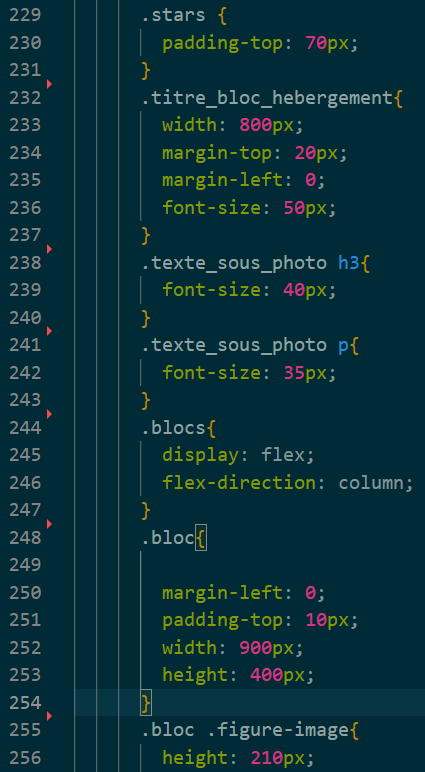 229 .stars {
230 padding-top: 70px;
231 }
232 .titre_bloc_hebergement{
233 width: 800px;
234 margin-top: 20px;
235 margin-left: 0;
236 font-size: 50px;
237 }
238 .texte_sous_photo h3{
239 font-size: 40px;
240 }
241 .texte_sous_photo p{
242 font-size: 35px;
243 }
244 .blocs{
245 display: flex;
246 flex-direction: column;
247 }
248 .bloc{
249
250 margin-left: 0;
251 padding-top: 10px;
252 width: 900px;
253 height: 400px;
254 }
255 .bloc .figure-image{
256 height: 210px;